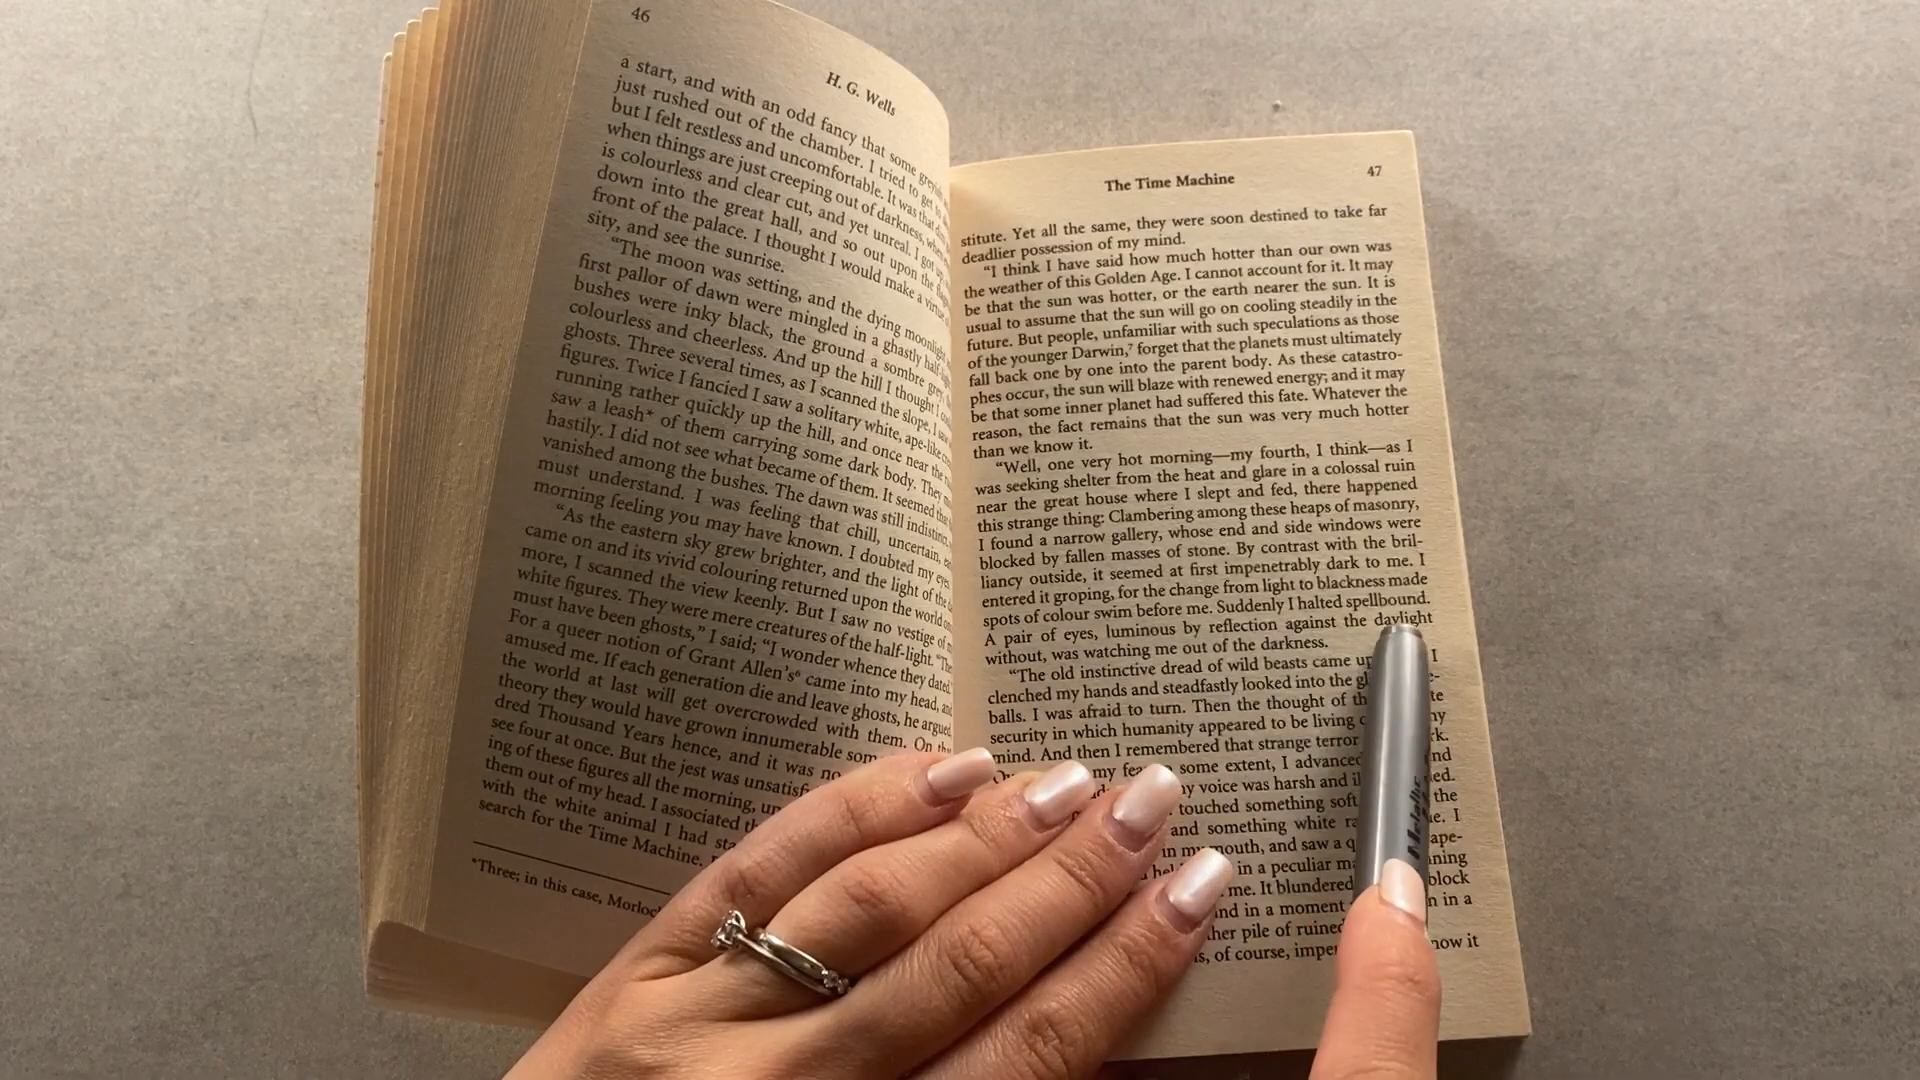 46
H. G. Wells
a start, and with an odd fancy that some greyish
just rushed out of the chamber. I tried to get to
but I felt restless and uncomfortable. It was that dim
when things are just creeping out of darkness, when
is colourless and clear cut, and yet unreal. I got up,
down into the great hall, and so out upon the
front of the palace. I thought I would make a virtue
sity, and see the sunrise.
“The moon was setting, and the dying moonlight
first pallor of dawn were mingled in a ghastly half-
bushes were inky black, the ground a sombre grey,
colourless and cheerless. And up the hill I thought I
ghosts. Three several times, as I scanned the slope, I saw
figures. Twice I fancied I saw a solitary white, ape-like
running rather quickly up the hill, and once near the
saw a leash* of them carrying some dark body. They
hastily. I did not see what became of them. It seemed that
vanished among the bushes. The dawn was still indistinct,
must understand. I was feeling that chill, uncertain,
morning feeling you may have known. I doubted my eyes.
“As the eastern sky grew brighter, and the light of the
came on and its vivid colouring returned upon the world
more, I scanned the view keenly. But I saw no vestige of
white figures. They were mere creatures of the half-light.
must have been ghosts,” I said; “I wonder whence they dated.”
For a queer notion of Grant Allen’s⁶ came into my head, and
amused me. If each generation die and leave ghosts, he argued,
the world at last will get overcrowded with them. On that
theory they would have grown innumerable
dred Thousand Years hence, and it was no
see four at once. But the jest was
ing of these figures all the morning,
them out of my head. I associated
with the white animal I had
search for the Time Machine.
*Three; in this case,
The Time Machine
47
stitute. Yet all the same, they were soon destined to take far
deadlier possession of my mind.
“I think I have said how much hotter than our own was
the weather of this Golden Age. I cannot account for it. It may
be that the sun was hotter, or the earth nearer the sun. It is
usual to assume that the sun will go on cooling steadily in the
future. But people, unfamiliar with such speculations as those
of the younger Darwin,⁷ forget that the planets must ultimately
fall back one by one into the parent body. As these catastro-
phes occur, the sun will blaze with renewed energy; and it may
be that some inner planet had suffered this fate. Whatever the
reason, the fact remains that the sun was very much hotter
than we know it.
“Well, one very hot morning—my fourth, I think—as I
was seeking shelter from the heat and glare in a colossal ruin
near the great house where I slept and fed, there happened
this strange thing: Clambering among these heaps of masonry,
I found a narrow gallery, whose end and side windows were
blocked by fallen masses of stone. By contrast with the bril-
liancy outside, it seemed at first impenetrably dark to me. I
entered it groping, for the change from light to blackness made
spots of colour swim before me. Suddenly I halted spellbound.
A pair of eyes, luminous by reflection against the daylight
without, was watching me out of the darkness.
“The old instinctive dread of wild beasts came up I
clenched my hands and steadfastly looked into the
balls. I was afraid to turn. Then the thought of
security in which humanity appeared to be living
mind. And then I remembered that strange terror
my some extent, I advanced
voice was harsh and
touched something soft the
and something white
in my mouth, and saw a
in a peculiar
me. It blundered block
and in a moment in a
pile of ruined
of course, know it
Metallic